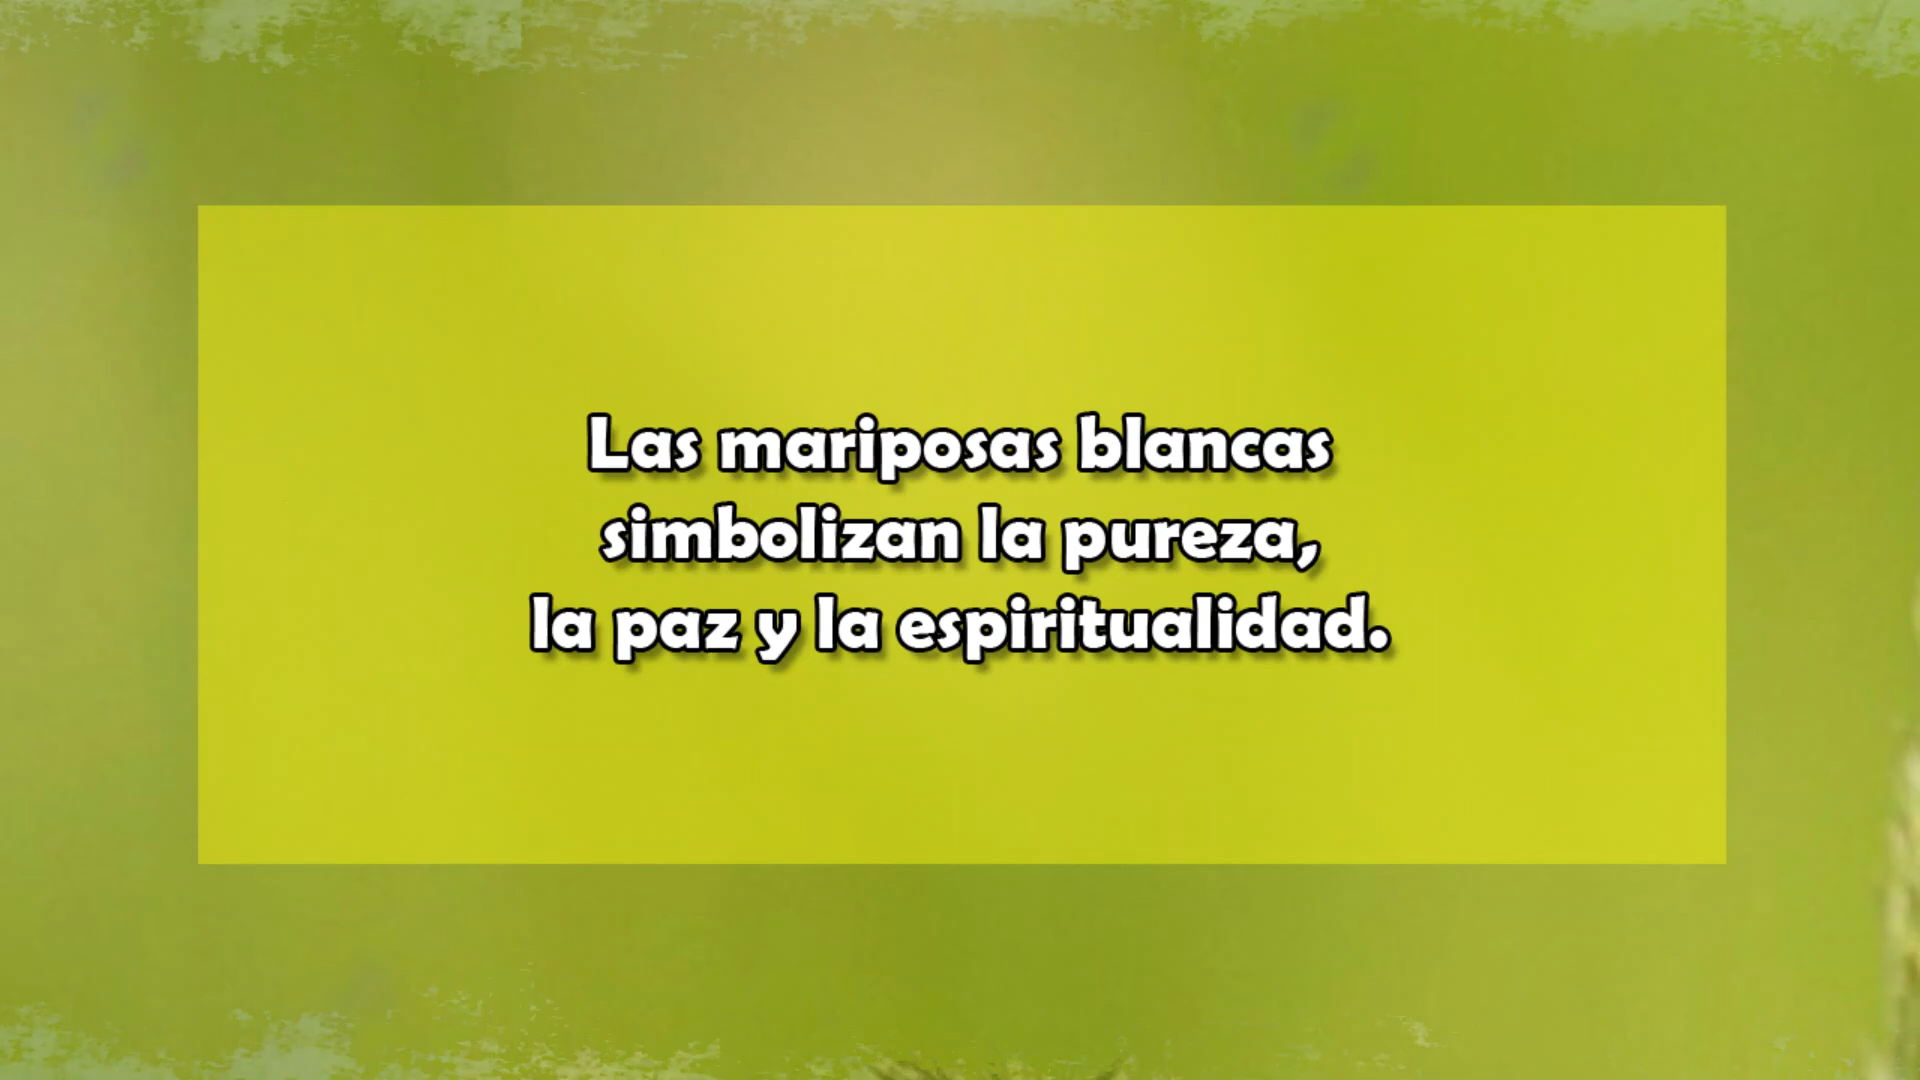 Las mariposas blancas
simbolizan la pureza,
la paz y la espiritualidad.